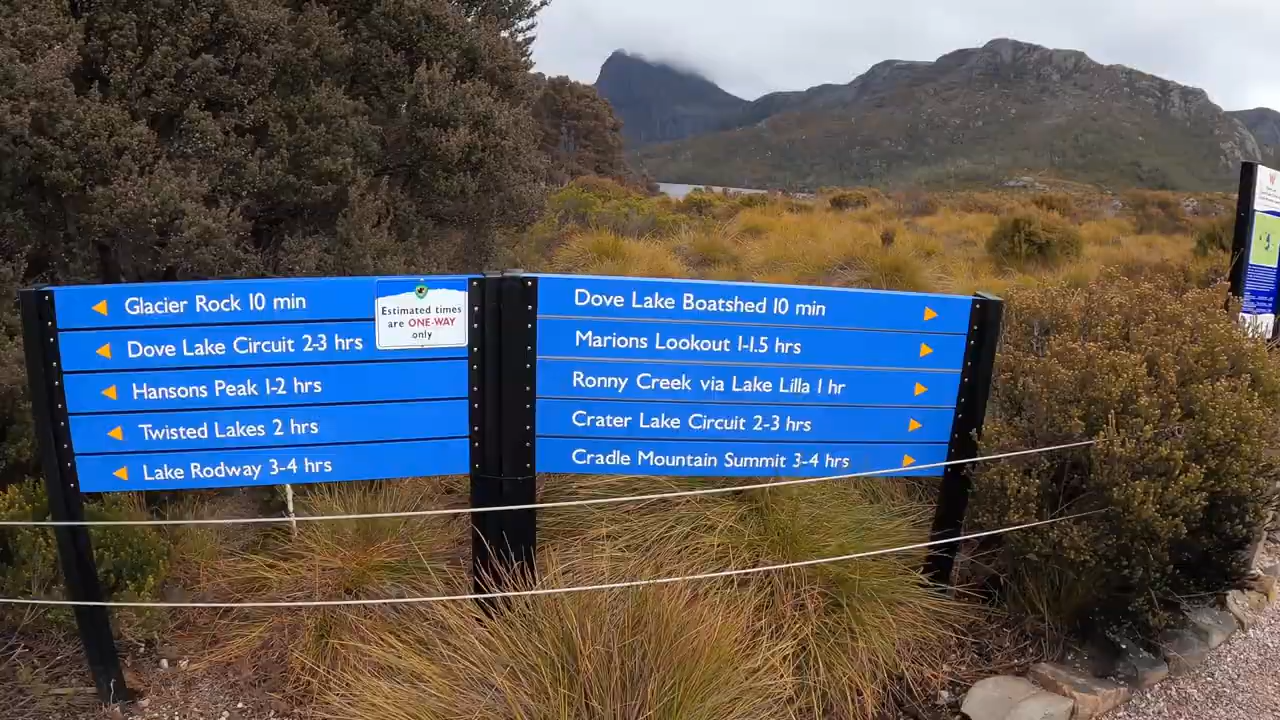 Glacier Rock 10 min
Dove Lake Circuit 2-3 hrs
Hansons Peak 1-2 hrs
Twisted Lakes 2 hrs
Lake Rodway 3-4 hrs
Estimated times
are ONE-WAY
only
Dove Lake Boatshed 10 min
Marions Lookout 1-1.5 hrs
Ronny Creek via Lake Lilla 1 hr
Crater Lake Circuit 2-3 hrs
Cradle Mountain Summit 3-4 hrs